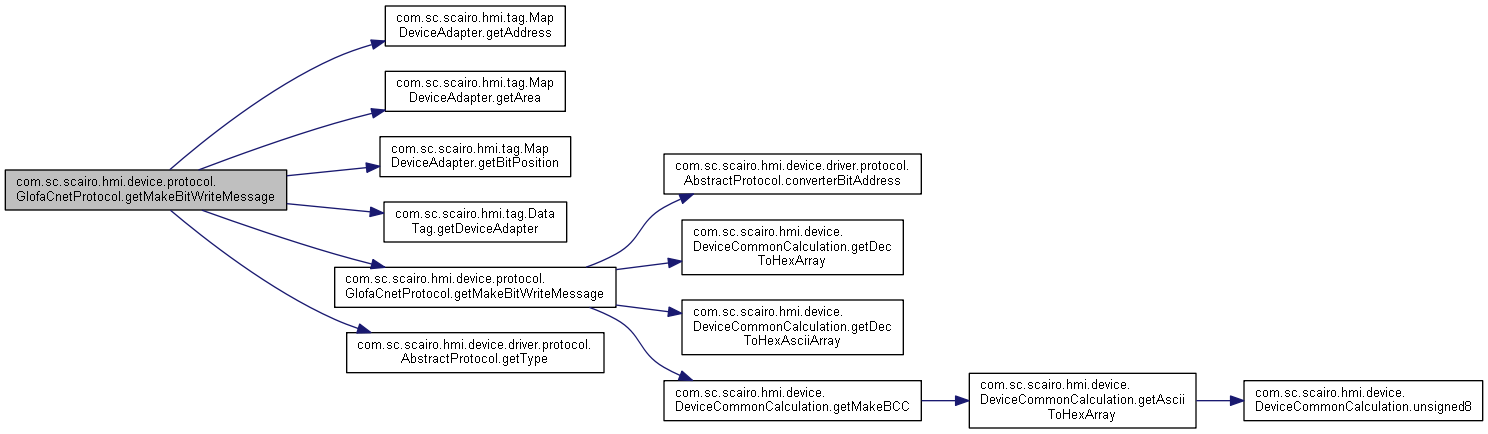 com.sc.scairo.hmi.device.protocol.
GlofaCnetProtocol.getMakeBitWriteMessage
com.sc.scairo.hmi.tag.Map
DeviceAdapter.getAddress
com.sc.scairo.hmi.tag.Map
DeviceAdapter.getArea
com.sc.scairo.hmi.tag.Map
DeviceAdapter.getBitPosition
com.sc.scairo.hmi.tag.Data
Tag.getDeviceAdapter
com.sc.scairo.hmi.device.protocol.
GlofaCnetProtocol.getMakeBitWriteMessage
com.sc.scairo.hmi.device.driver.protocol.
AbstractProtocol.getType
com.sc.scairo.hmi.device.driver.protocol.
AbstractProtocol.converterBitAddress
com.sc.scairo.hmi.device.
DeviceCommonCalculation.getDec
ToHexArray
com.sc.scairo.hmi.device.
DeviceCommonCalculation.getDec
ToHexAsciiArray
com.sc.scairo.hmi.device.
DeviceCommonCalculation.getMakeBCC
com.sc.scairo.hmi.device.
DeviceCommonCalculation.getAscii
ToHexArray
com.sc.scairo.hmi.device.
DeviceCommonCalculation.unsigned8